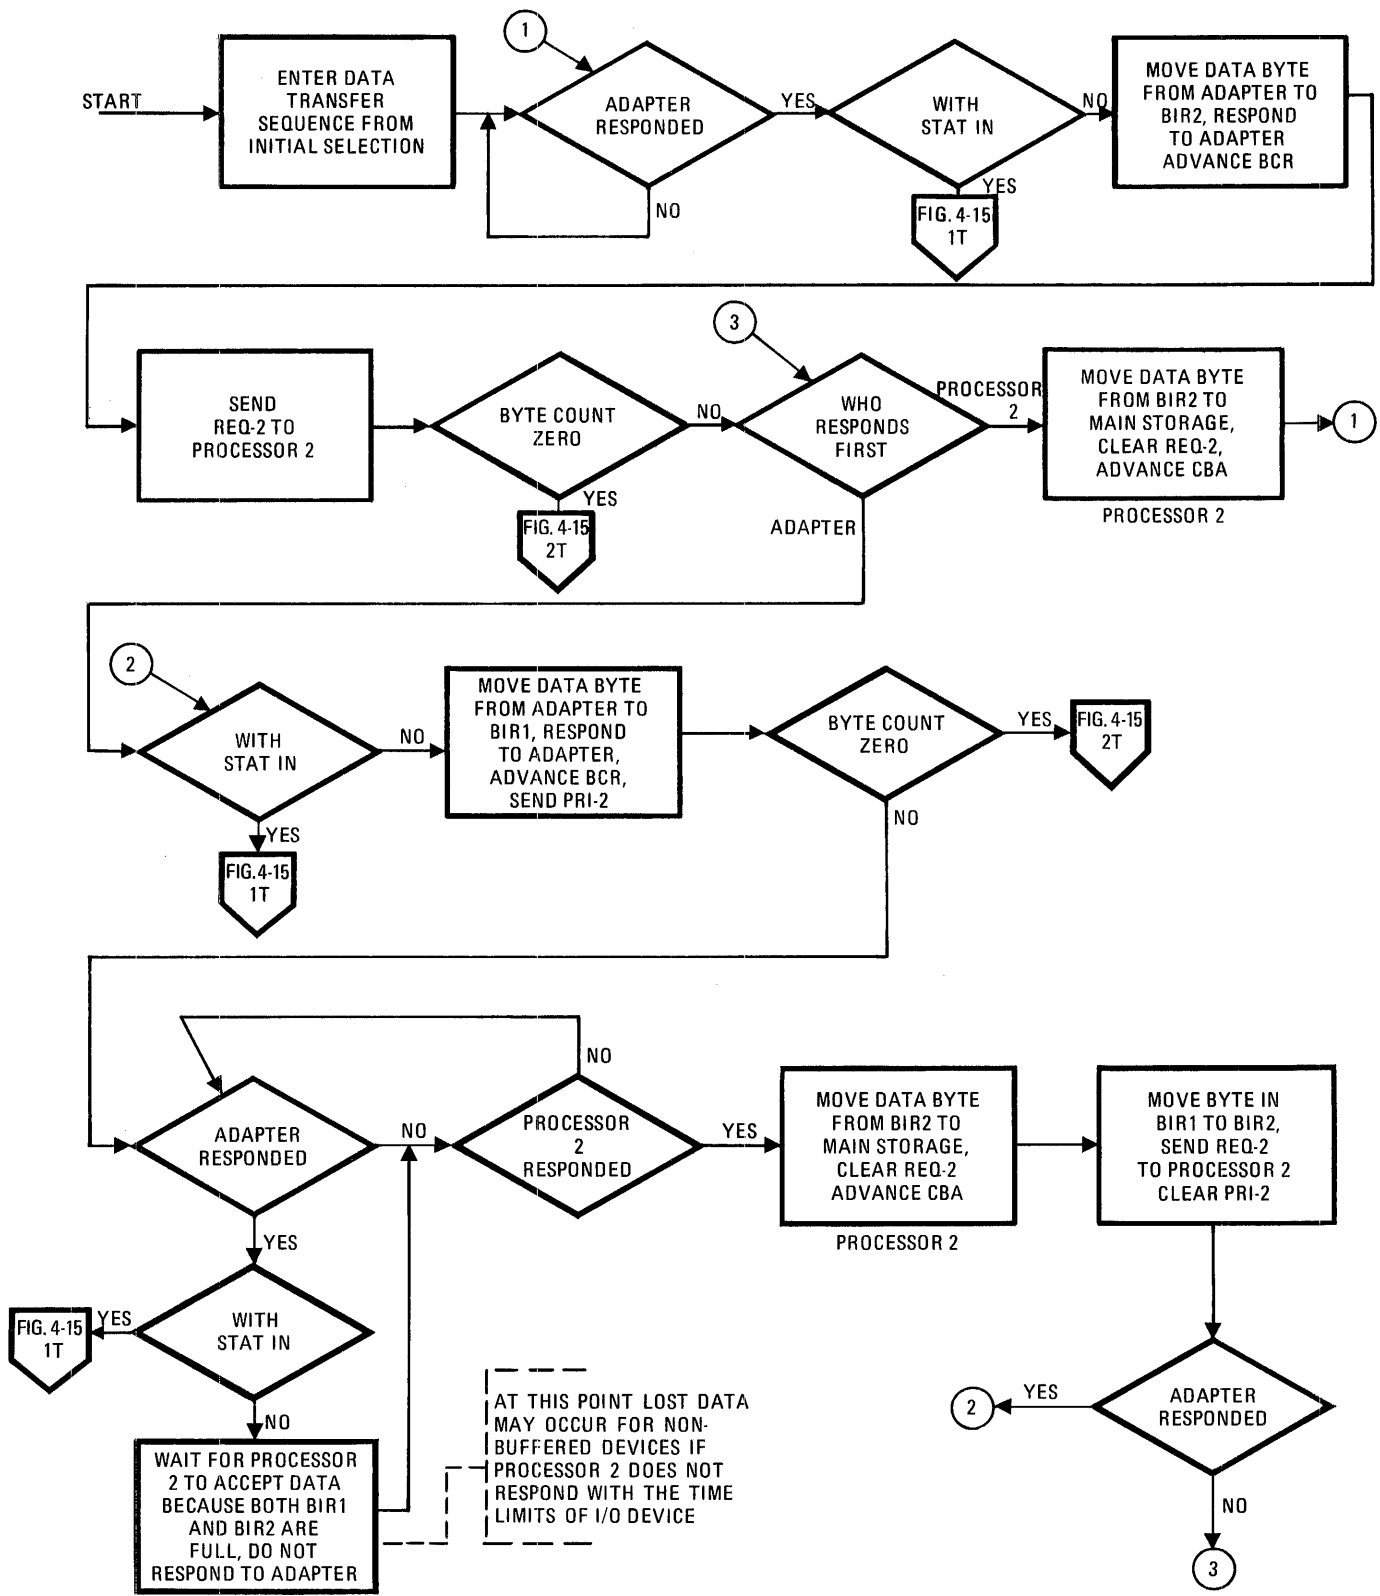 1
START
ENTER DATA
TRANSFER
SEQUENCE FROM
INITIAL SELECTION
ADAPTER
RESPONDED
NO
YES
WITH
STAT IN
YES
FIG. 4-15
1T
NO
MOVE DATA BYTE
FROM ADAPTER TO
BIR2, RESPOND
TO ADAPTER
ADVANCE BCR
SEND
REQ-2 TO
PROCESSOR 2
BYTE COUNT
ZERO
YES
FIG. 4-15
2T
NO
3
WHO
RESPONDS
FIRST
ADAPTER
PROCESSOR
2
MOVE DATA BYTE
FROM BIR2 TO
MAIN STORAGE,
CLEAR REQ-2,
ADVANCE CBA
PROCESSOR 2
1
2
WITH
STAT IN
YES
FIG. 4-15
1T
NO
MOVE DATA BYTE
FROM ADAPTER TO
BIR1, RESPOND
TO ADAPTER,
ADVANCE BCR,
SEND PRI-2
BYTE COUNT
ZERO
YES
FIG. 4-15
2T
NO
ADAPTER
RESPONDED
NO
YES
WITH
STAT IN
YES
FIG. 4-15
1T
NO
WAIT FOR PROCESSOR
2 TO ACCEPT DATA
BECAUSE BOTH BIR1
AND BIR2 ARE
FULL, DO NOT
RESPOND TO ADAPTER
AT THIS POINT LOST DATA
MAY OCCUR FOR NON-
BUFFERED DEVICES IF
PROCESSOR 2 DOES NOT
RESPOND WITH THE TIME
LIMITS OF I/O DEVICE
NO
PROCESSOR
2
RESPONDED
YES
MOVE DATA BYTE
FROM BIR2 TO
MAIN STORAGE,
CLEAR REQ-2
ADVANCE CBA
PROCESSOR 2
MOVE BYTE IN
BIR1 TO BIR2,
SEND REQ-2
TO PROCESSOR 2
CLEAR PRI-2
ADAPTER
RESPONDED
YES
2
NO
3